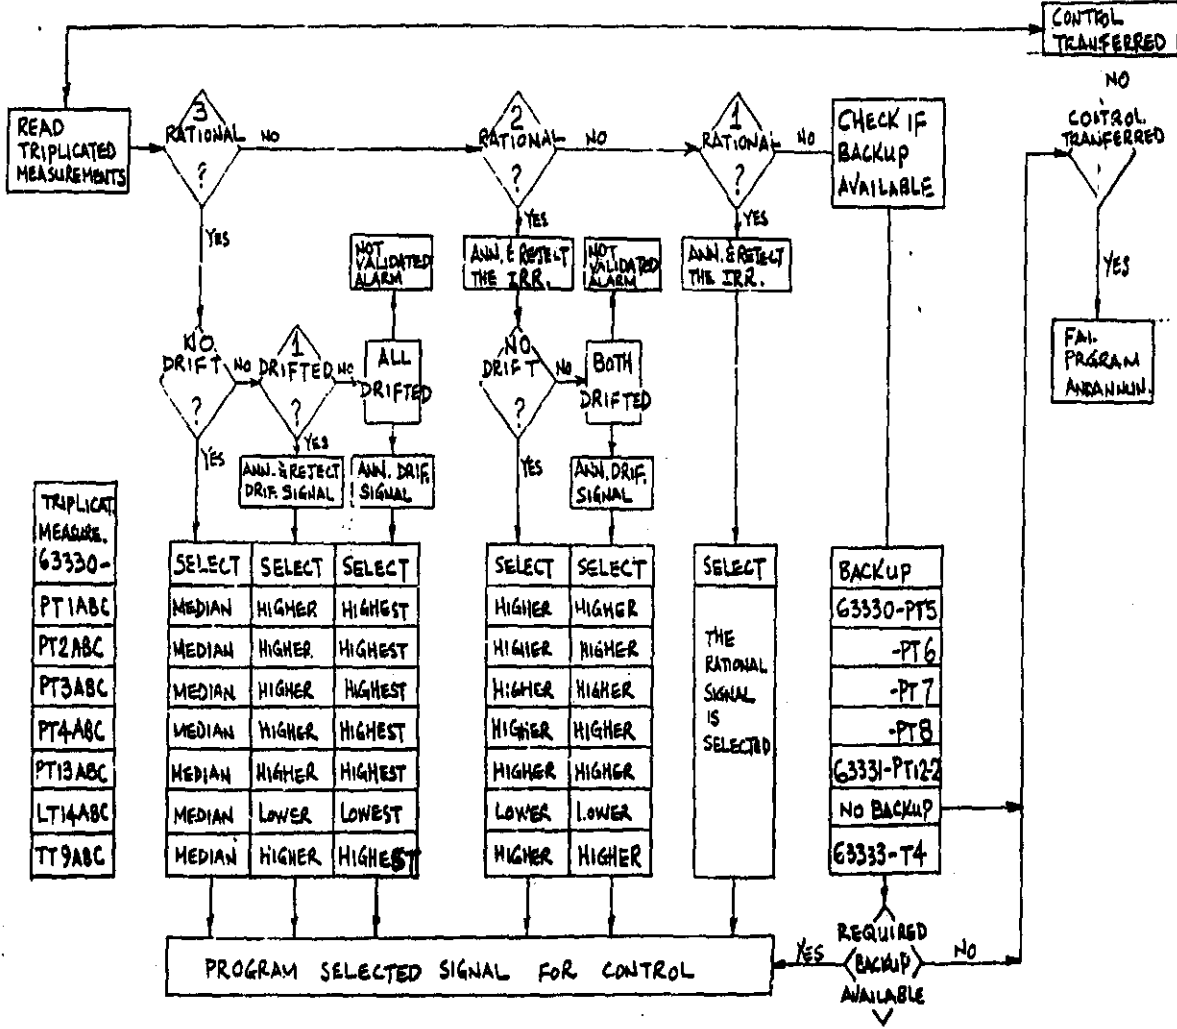 CONTROL
TRANSFERRED
NO
READ
TRIPLICATED
MEASUREMENTS
3
RATIONAL
?
NO
YES
2
RATIONAL
?
NO
YES
1
RATIONAL
?
NO
YES
CHECK IF
BACKUP
AVAILABLE
CONTROL
TRANFERRED
YES
FAI.
PRGRAM
ANDANNUN.
NOT
VALIDATED
ALARM
ANN. & REJECT
THE IRR.
NOT
VALIDATED
ALARM
ANN. & REJECT
THE IRR.
NO
DRIFT
?
NO
YES
1
DRIFTED
?
NO
YES
ALL
DRIFTED
NO
DRIFT
?
NO
YES
BOTH
DRIFTED
ANN. & REJECT
DRIF. SIGNAL
ANN. DRIF.
SIGNAL
ANN. DRIF.
SIGNAL
TRIPLICAT.
MEASURE.
63330-
PT1ABC
PT2ABC
PT3ABC
PT4ABC
PT13ABC
LT14ABC
TT9ABC
SELECT SELECT SELECT
MEDIAN HIGHER HIGHEST
MEDIAN HIGHER. HIGHEST
MEDIAN HIGHER HIGHEST
MEDIAN HIGHER HIGHEST
MEDIAN HIGHER HIGHEST
MEDIAN LOWER LOWEST
MEDIAN HIGHER HIGHEST
SELECT SELECT
HIGHER HIGHER
HIGHER HIGHER
HIGHER HIGHER
HIGHER HIGHER
HIGHER HIGHER
LOWER LOWER
HIGHER HIGHER
SELECT
THE
RATIONAL
SIGNAL
IS
SELECTED
BACKUP
63330-PT5
-PT6
-PT7
-PT8
63331-PT12-2
NO BACKUP
63333-T4
PROGRAM SELECTED SIGNAL FOR CONTROL
YES
REQUIRED
BACKUP
AVAILABLE
NO